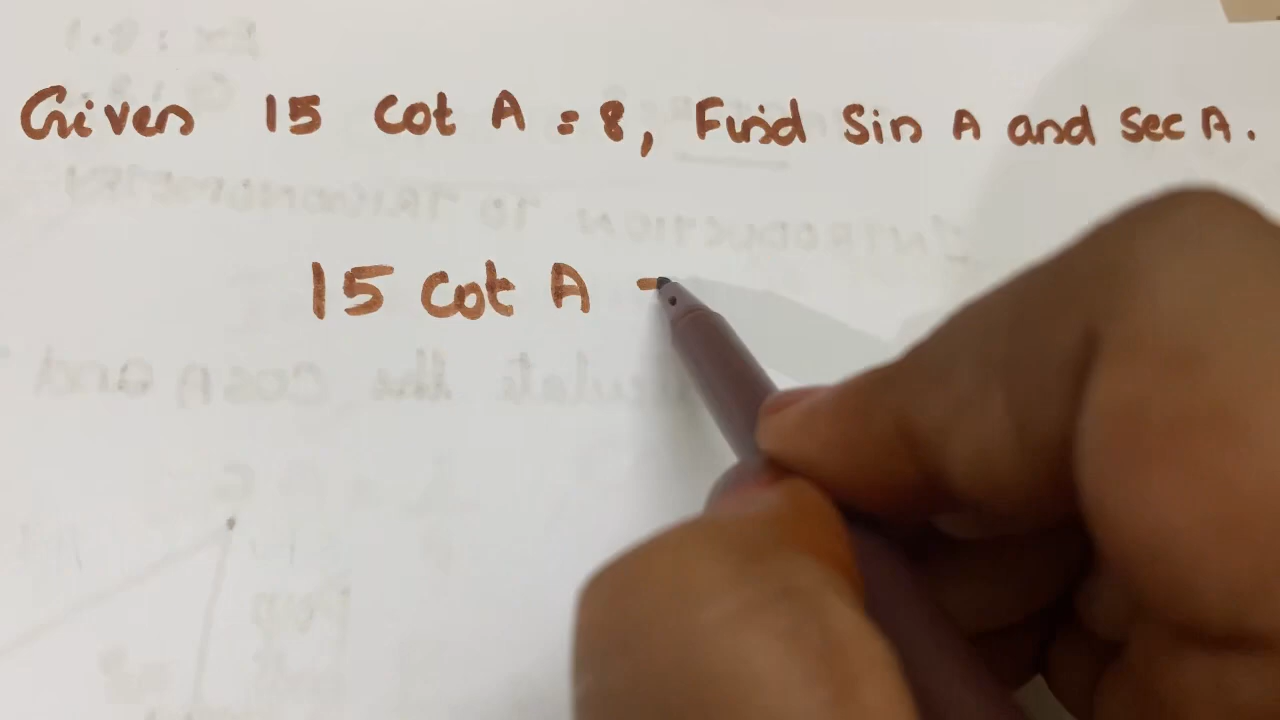 Given 15 cot A = 8, Find Sin A and Sec A.
15 cot A -